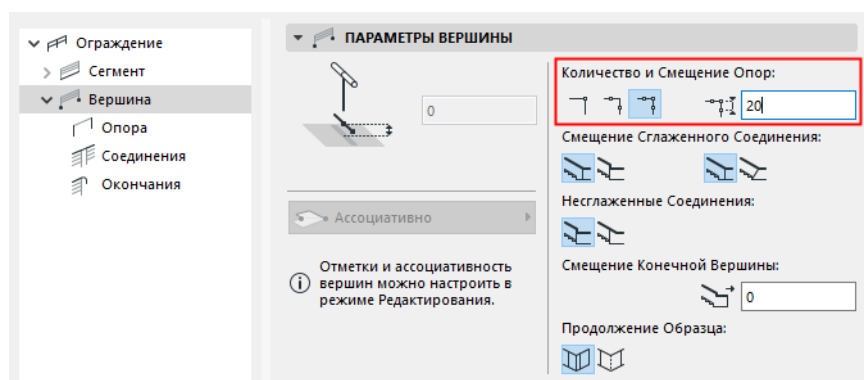 Ограждение
Сегмент
Вершина
Опора
Соединения
Окончания
ПАРАМЕТРЫ ВЕРШИНЫ
0
Ассоциативно
Отметки и ассоциативность
вершин можно настроить в
режиме Редактирования.
Количество и Смещение Опор:
20
Смещение Сглаженного Соединения:
Несглаженные Соединения:
Смещение Конечной Вершины:
0
Продолжение Образца: